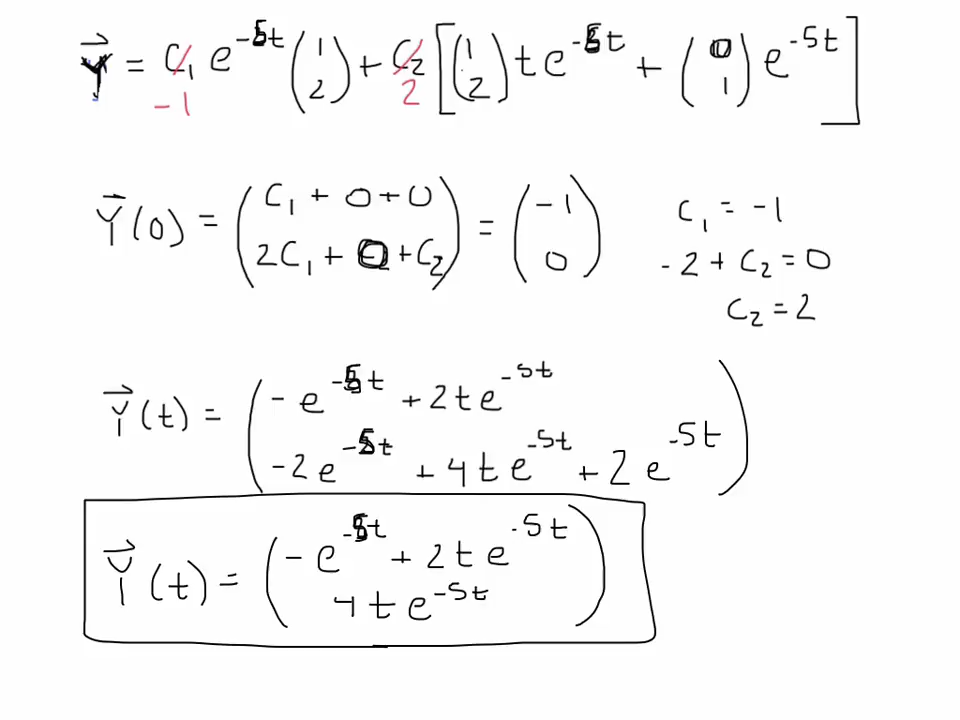 Y⃗ = C₁ e^{-5t} (1 2) + C₂ [(1 2) t e^{-5t} + (0 1) e^{-5t}]
-1 2
Y⃗(0) = (C₁ + 0 + 0 2C₁ + 0 + C₂) = (-1 0)
C₁ = -1
-2 + C₂ = 0
C₂ = 2
Y⃗(t) = (-e^{-5t} + 2te^{-5t} -2e^{-5t} + 4te^{-5t} + 2e^{-5t})
Y⃗(t) = (-e^{-5t} + 2te^{-5t} 4te^{-5t})